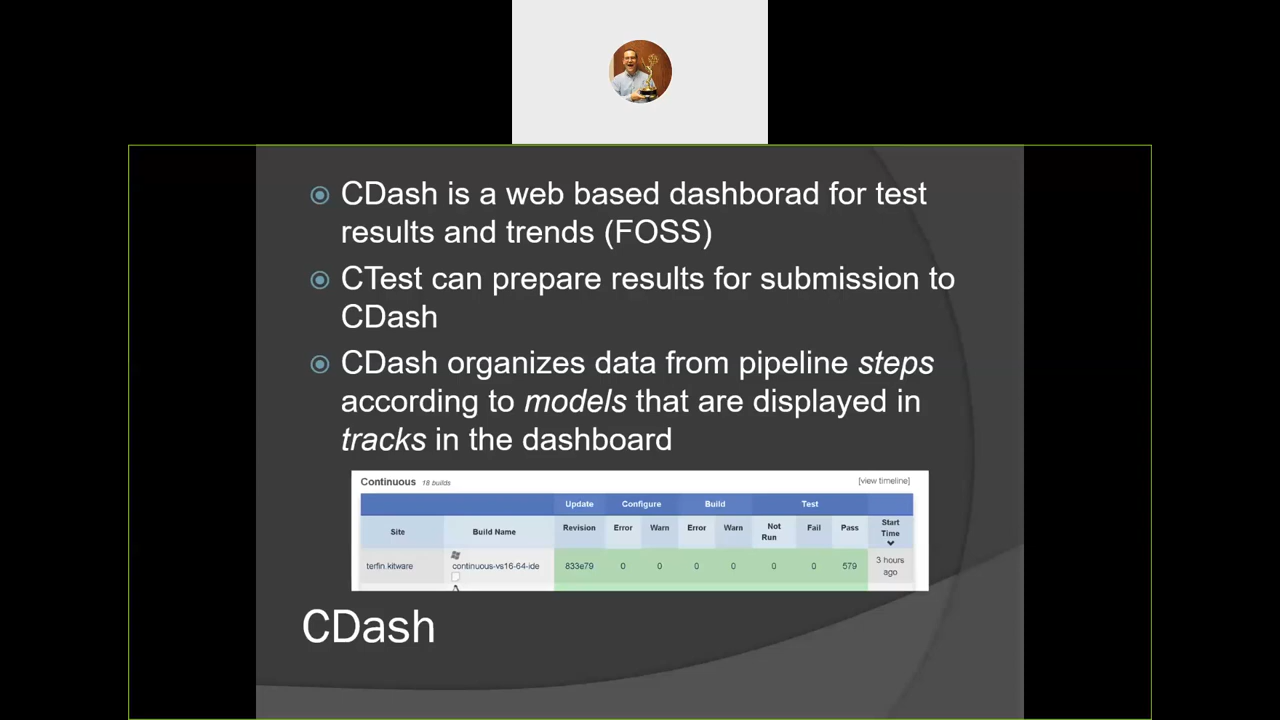 CDash is a web based dashborad for test
results and trends (FOSS)
CTest can prepare results for submission to
CDash
CDash organizes data from pipeline steps
according to models that are displayed in
tracks in the dashboard
Continuous 18 builds [view timeline]
Update Configure Build Test
Site Build Name Revision Error Warn Error Warn Not Run Fail Pass Start Time
terfin.kitware continuous-vs16-64-ide 833e79 0 0 0 0 0 0 579 3 hours ago
CDash